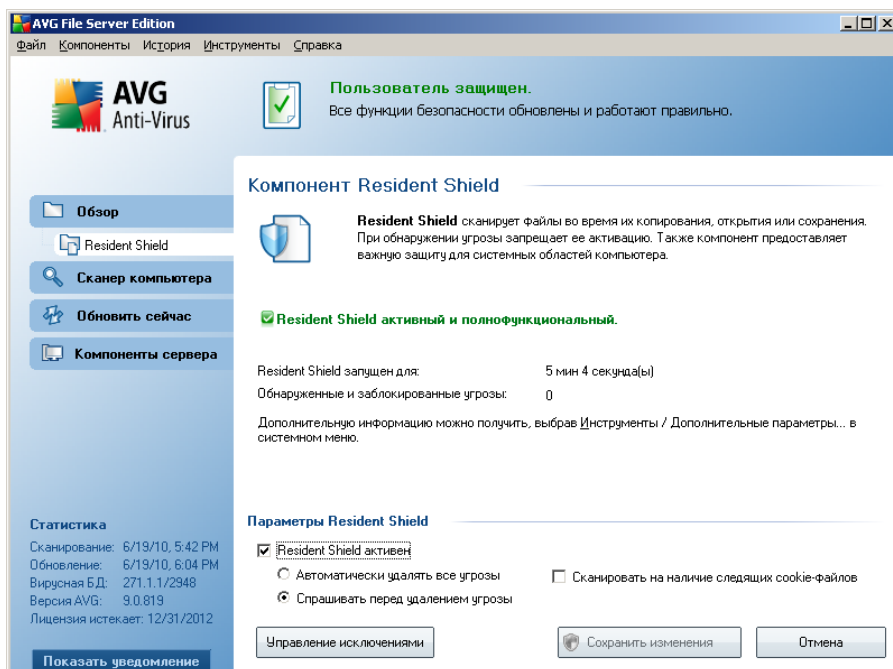 AVG File Server Edition
Файл Компоненты История Инструменты Справка
AVG
Anti-Virus
Пользователь защищен.
Все функции безопасности обновлены и работают правильно.
Обзор
Resident Shield
Сканер компьютера
Обновить сейчас
Компоненты сервера
Компонент Resident Shield
Resident Shield сканирует файлы во время их копирования, открытия или сохранения.
При обнаружении угрозы запрещает ее активацию. Также компонент предоставляет
важную защиту для системных областей компьютера.
Resident Shield активный и полнофункциональный.
Resident Shield запущен для: 5 мин 4 секунда(ы)
Обнаруженные и заблокированные угрозы: 0
Дополнительную информацию можно получить, выбрав Инструменты / Дополнительные параметры... в
системном меню.
Статистика
Сканирование: 6/19/10, 5:42 PM
Обновление: 6/19/10, 6:04 PM
Вирусная БД: 271.1.1/2948
Версия AVG: 9.0.819
Лицензия истекает: 12/31/2012
Показать уведомление
Параметры Resident Shield
Resident Shield активен
Автоматически удалять все угрозы
Спрашивать перед удалением угрозы
Сканировать на наличие следящих cookie-файлов
Управление исключениями
Сохранить изменения
Отмена